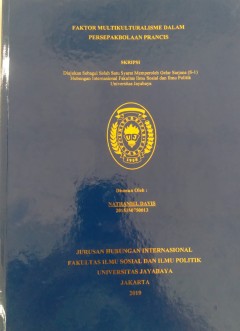 FAKTOR MULTIKULTURALISME DALAM
PERSEPAKBOLAAN PRANCIS
SKRIPSI
Diajukan Sebagai Salah Satu Syarat Memperoleh Gelar Sarjana (S-1)
Hubungan Internasional Fakultas Ilmu Sosial dan Ilmu Politik
Universitas Jayabaya
Disusun Oleh :
NATHANIEL DAVIS
JURUSAN HUBUNGAN INTERNASIONAL
FAKULTAS ILMU SOSIAL DAN ILMU POLITIK
UNIVERSITAS JAYABAYA
JAKARTA